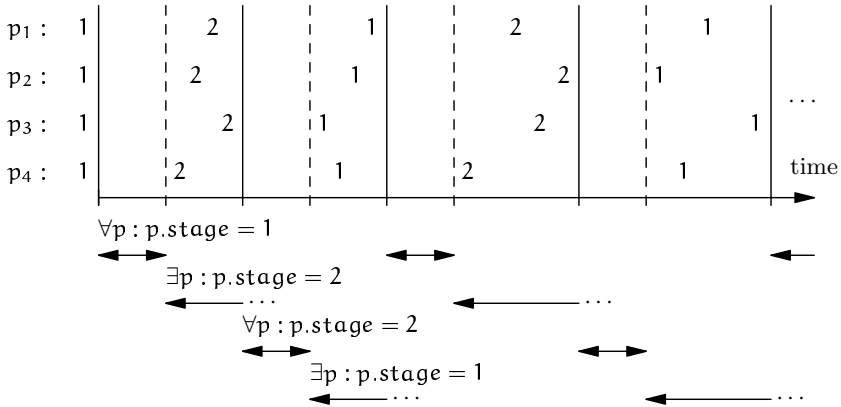 p₁ : 1 2 1 2 1
p₂ : 1 2 1 2 1
p₃ : 1 2 1 2 1
...
p₄ : 1 2 1 2 1
time
∀p : p.stage = 1
∃p : p.stage = 2
... ...
∀p : p.stage = 2
∃p : p.stage = 1
... ...